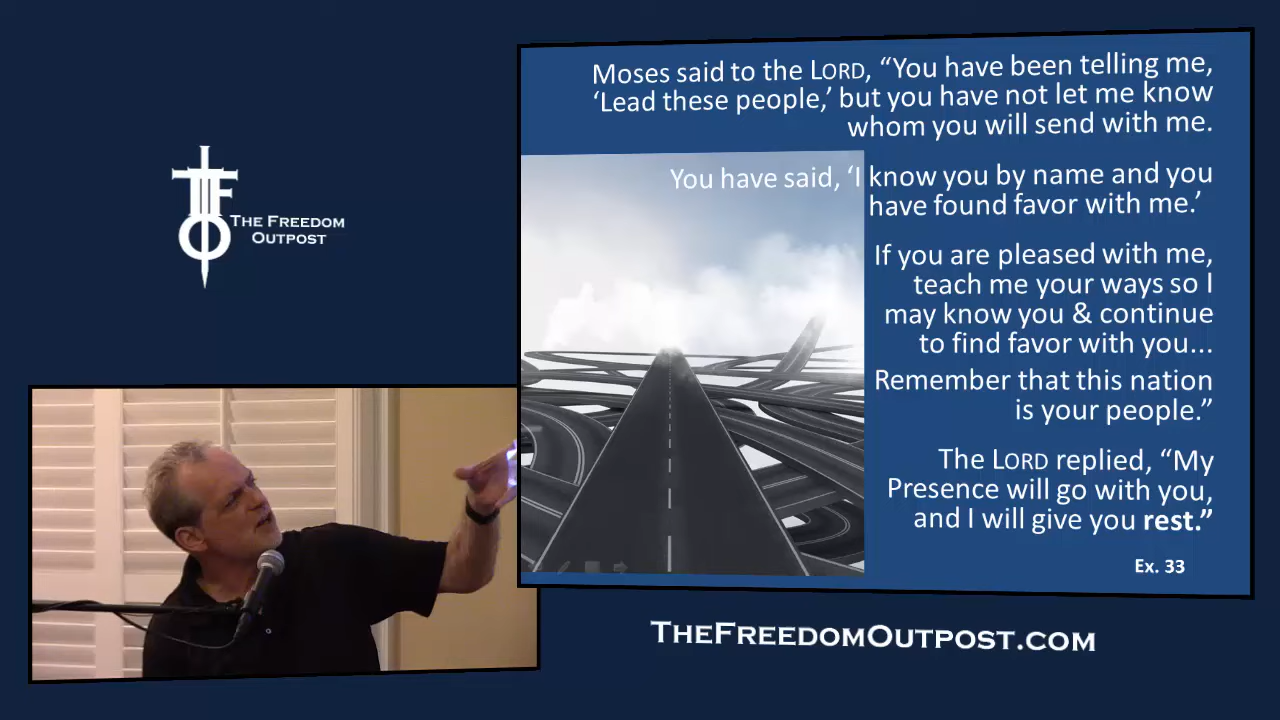 Moses said to the LORD, “You have been telling me,
‘Lead these people,’ but you have not let me know
whom you will send with me.
You have said, ‘I know you by name and you
have found favor with me.’
If you are pleased with me,
teach me your ways so I
may know you & continue
to find favor with you...
Remember that this nation
is your people.”
The LORD replied, “My
Presence will go with you,
and I will give you rest.”
Ex. 33
TFO
THE FREEDOM
OUTPOST
THEFREEDOMOUTPOST.COM